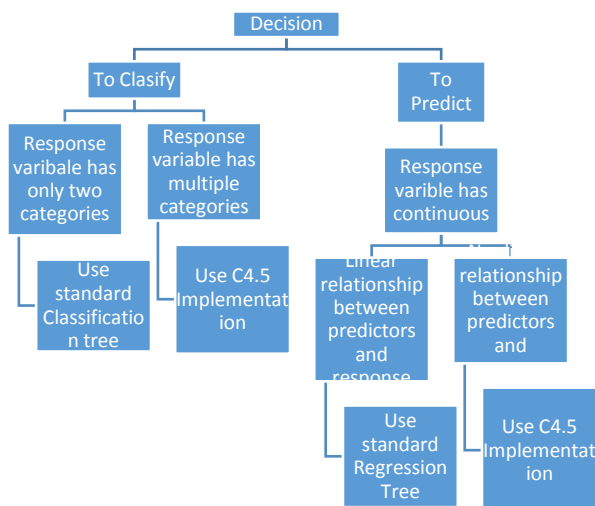 Decision
To Clasify
To
Predict
Response
varibale has
only two
categories
Response
variable has
multiple
categories
Response
varible has
continuous
Use
standard
Classificatio
n tree
Use C4.5
Implementat
ion
Linear
relationship
between
predictors
and
response
relationship
between
predictors
and
Use
standard
Regression
Tree
Use C4.5
Implementat
ion